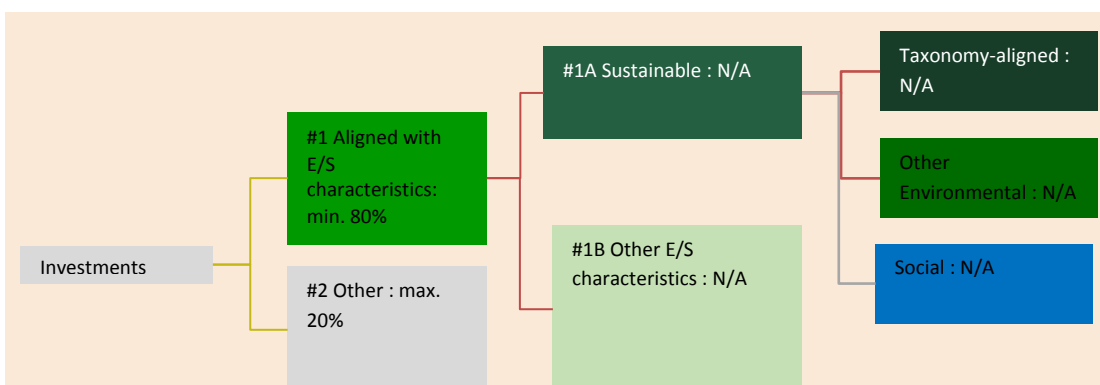 Investments
#1 Aligned with
E/S
characteristics:
min. 80%
#2 Other : max.
20%
#1A Sustainable : N/A
#1B Other E/S
characteristics : N/A
Taxonomy-aligned :
N/A
Other
Environmental : N/A
Social : N/A